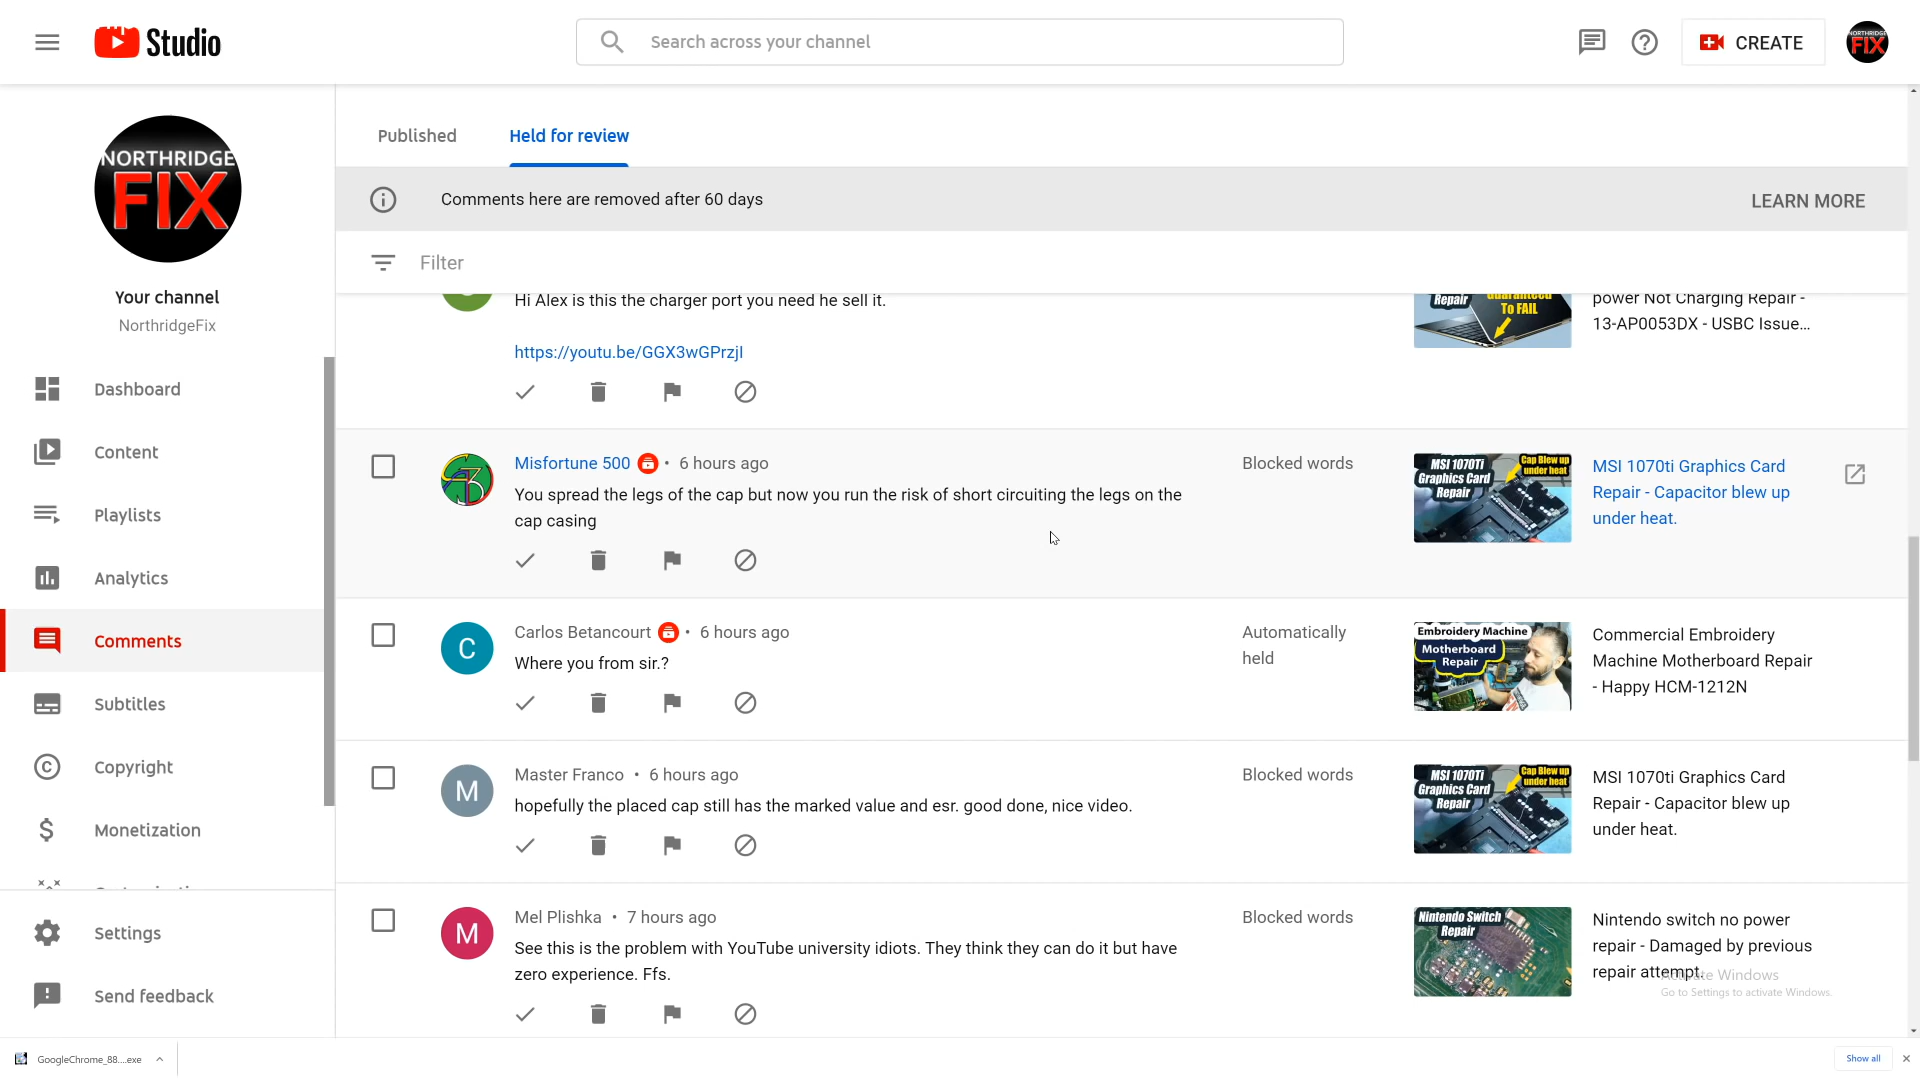 Studio
Search across your channel
CREATE
NORTHRIDGE
FIX
NORTHRIDGE
FIX
Your channel
NorthridgeFix
Dashboard
Content
Playlists
Analytics
Comments
Subtitles
Copyright
Monetization
Settings
Send feedback
Published
Held for review
Comments here are removed after 60 days
LEARN MORE
Filter
Hi Alex is this the charger port you need he sell it.
https://youtu.be/GGX3wGPrzjI
Repair
Guaranteed
To FAIL
power Not Charging Repair -
13-AP0053DX - USBC Issue...
Misfortune 500 • 6 hours ago
You spread the legs of the cap but now you run the risk of short circuiting the legs on the
cap casing
Blocked words
MSI 1070Ti
Graphics Card
Repair
Cap Blew up
under heat
MSI 1070ti Graphics Card
Repair - Capacitor blew up
under heat.
Carlos Betancourt • 6 hours ago
C
Where you from sir.?
Automatically
held
Embroidery Machine
Motherboard
Repair
Commercial Embroidery
Machine Motherboard Repair
- Happy HCM-1212N
Master Franco • 6 hours ago
M
hopefully the placed cap still has the marked value and esr. good done, nice video.
Blocked words
MSI 1070Ti
Graphics Card
Repair
Cap Blew up
under heat
MSI 1070ti Graphics Card
Repair - Capacitor blew up
under heat.
Mel Plishka • 7 hours ago
M
See this is the problem with YouTube university idiots. They think they can do it but have
zero experience. Ffs.
Blocked words
Nintendo Switch
Repair
Nintendo switch no power
repair - Damaged by previous
repair attempt.
Activate Windows
Go to Settings to activate Windows.
GoogleChrome_88....exe
Show all